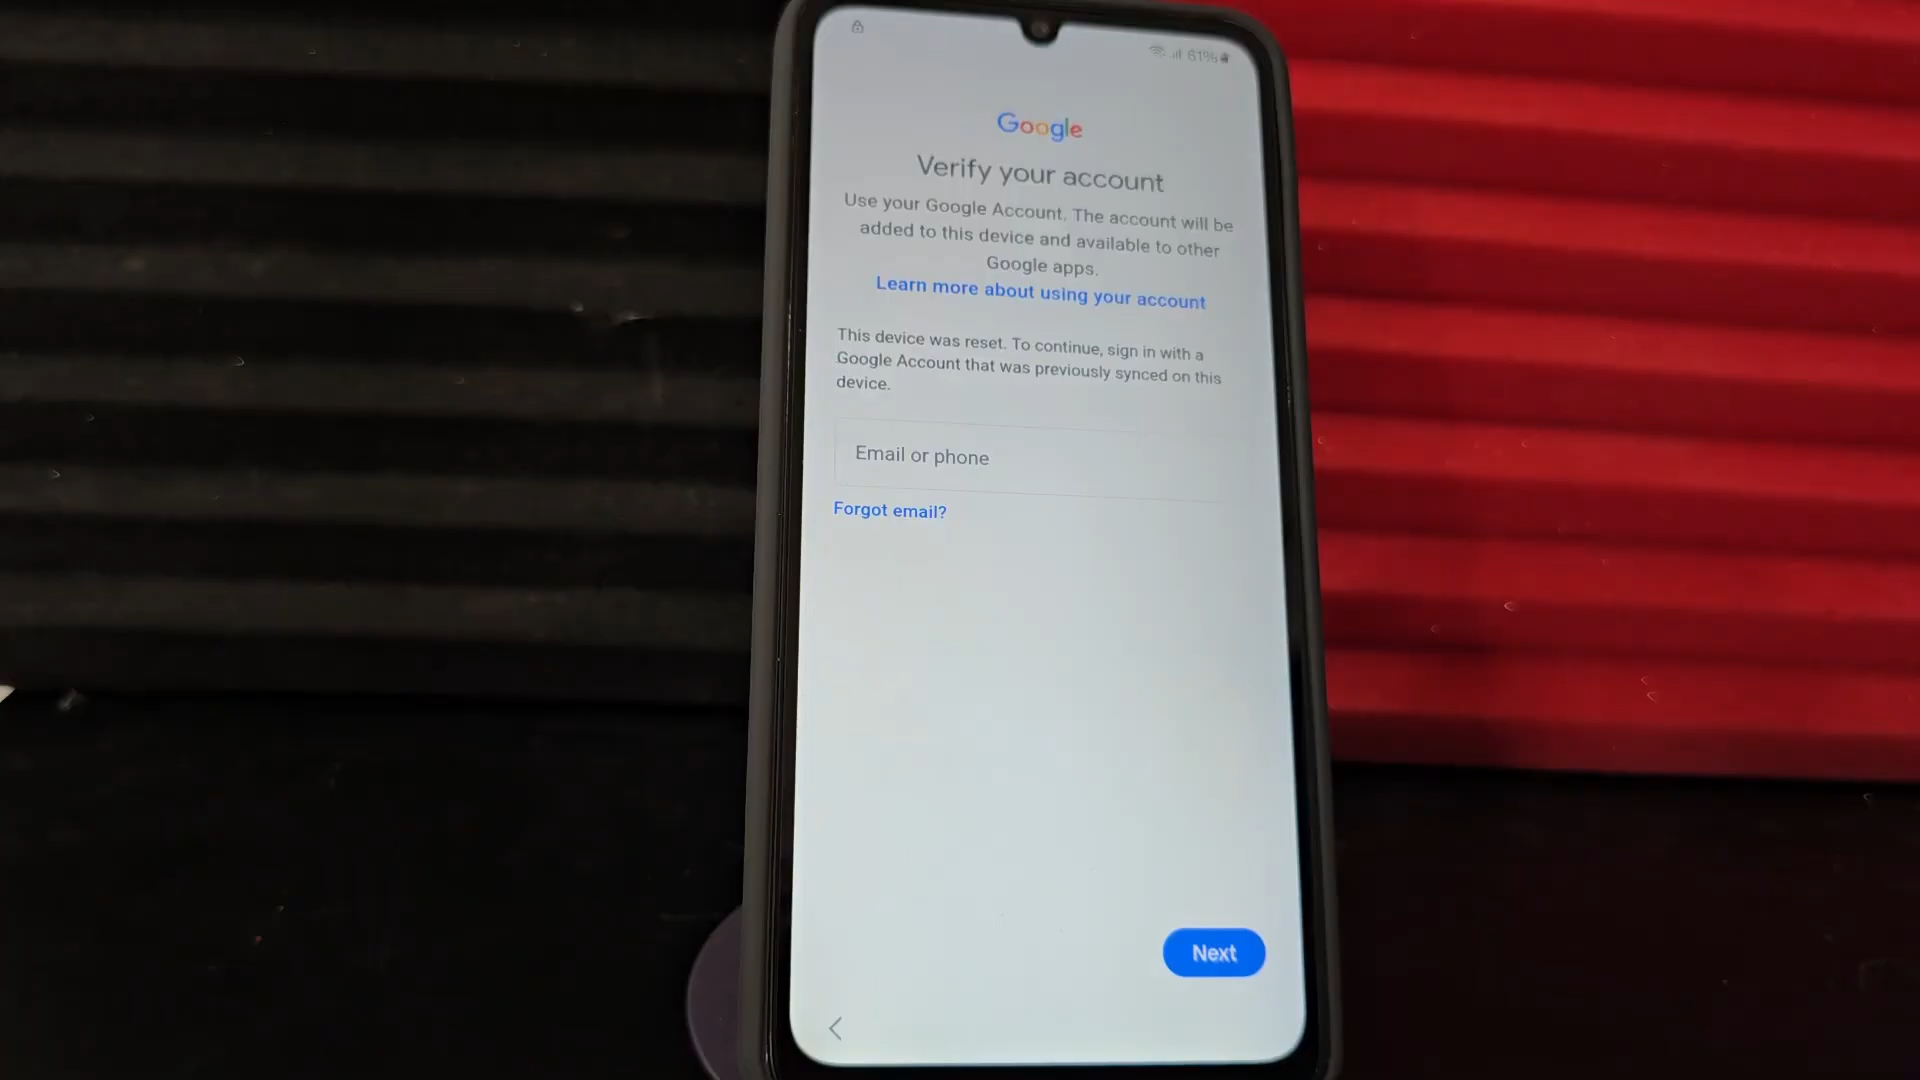 61%
Google
Verify your account
Use your Google Account. The account will be
added to this device and available to other
Google apps.
Learn more about using your account
This device was reset. To continue, sign in with a
Google Account that was previously synced on this
device.
Email or phone
Forgot email?
Next